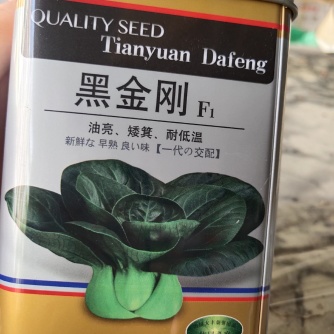 QUALITY SEED
Tianyuan Dafeng
黑金刚 F1
油亮、矮箕、耐低温
新鮮な 早熟 良い味【一代の交配】